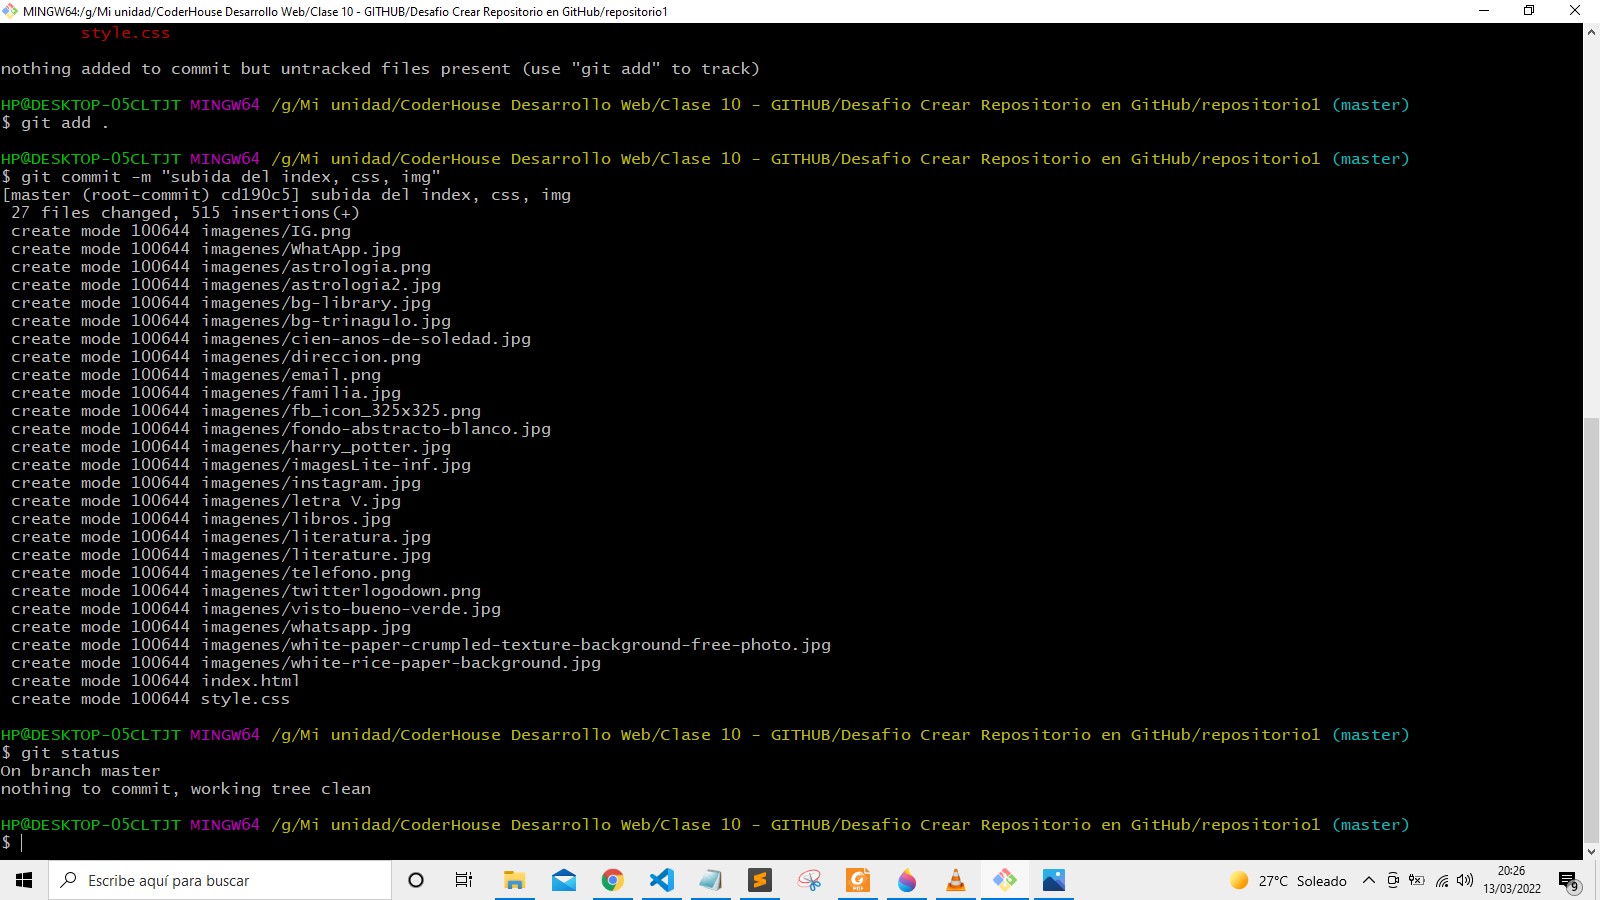 MINGW64:/g/Mi unidad/CoderHouse Desarrollo Web/Clase 10 - GITHUB/Desafio Crear Repositorio en GitHub/repositorio1
style.css
nothing added to commit but untracked files present (use "git add" to track)
HP@DESKTOP-05CLTJT MINGW64 /g/Mi unidad/CoderHouse Desarrollo Web/Clase 10 - GITHUB/Desafio Crear Repositorio en GitHub/repositorio1 (master)
$ git add .
HP@DESKTOP-05CLTJT MINGW64 /g/Mi unidad/CoderHouse Desarrollo Web/Clase 10 - GITHUB/Desafio Crear Repositorio en GitHub/repositorio1 (master)
$ git commit -m "subida del index, css, img"
[master (root-commit) cd190c5] subida del index, css, img
27 files changed, 515 insertions(+)
create mode 100644 imagenes/IG.png
create mode 100644 imagenes/WhatApp.jpg
create mode 100644 imagenes/astrologia.png
create mode 100644 imagenes/astrologia2.jpg
create mode 100644 imagenes/bg-library.jpg
create mode 100644 imagenes/bg-trinagulo.jpg
create mode 100644 imagenes/cien-anos-de-soledad.jpg
create mode 100644 imagenes/direccion.png
create mode 100644 imagenes/email.png
create mode 100644 imagenes/familia.jpg
create mode 100644 imagenes/fb_icon_325x325.png
create mode 100644 imagenes/fondo-abstracto-blanco.jpg
create mode 100644 imagenes/harry_potter.jpg
create mode 100644 imagenes/imagesLite-inf.jpg
create mode 100644 imagenes/instagram.jpg
create mode 100644 imagenes/letra V.jpg
create mode 100644 imagenes/libros.jpg
create mode 100644 imagenes/literatura.jpg
create mode 100644 imagenes/literature.jpg
create mode 100644 imagenes/telefono.png
create mode 100644 imagenes/twitterlogodown.png
create mode 100644 imagenes/visto-bueno-verde.jpg
create mode 100644 imagenes/whatsapp.jpg
create mode 100644 imagenes/white-paper-crumpled-texture-background-free-photo.jpg
create mode 100644 imagenes/white-rice-paper-background.jpg
create mode 100644 index.html
create mode 100644 style.css
HP@DESKTOP-05CLTJT MINGW64 /g/Mi unidad/CoderHouse Desarrollo Web/Clase 10 - GITHUB/Desafio Crear Repositorio en GitHub/repositorio1 (master)
$ git status
On branch master
nothing to commit, working tree clean
HP@DESKTOP-05CLTJT MINGW64 /g/Mi unidad/CoderHouse Desarrollo Web/Clase 10 - GITHUB/Desafio Crear Repositorio en GitHub/repositorio1 (master)
$
Escribe aquí para buscar
PDF
27°C Soleado
20:26
13/03/2022
9